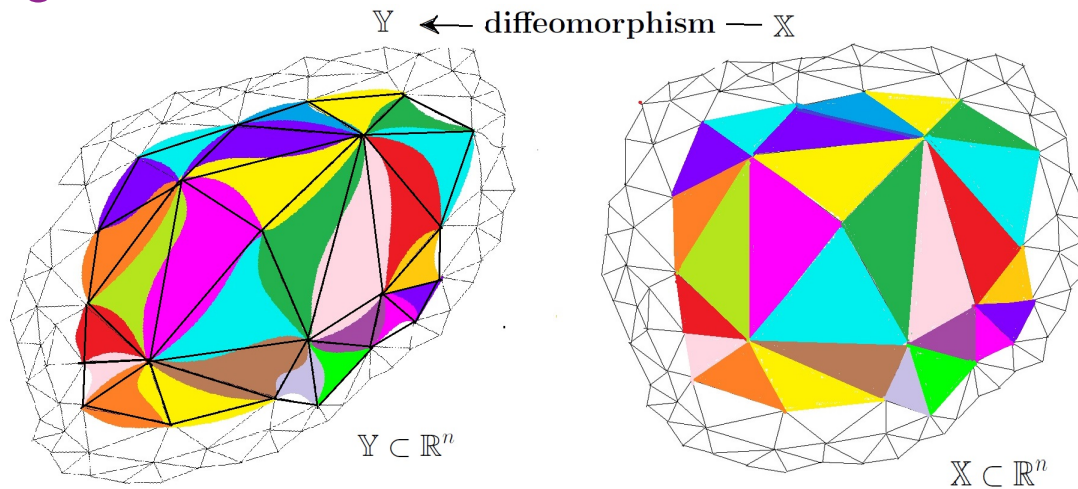 𝕐 ← diffeomorphism — 𝕏
𝕐 ⊂ ℝⁿ
𝕏 ⊂ ℝⁿ